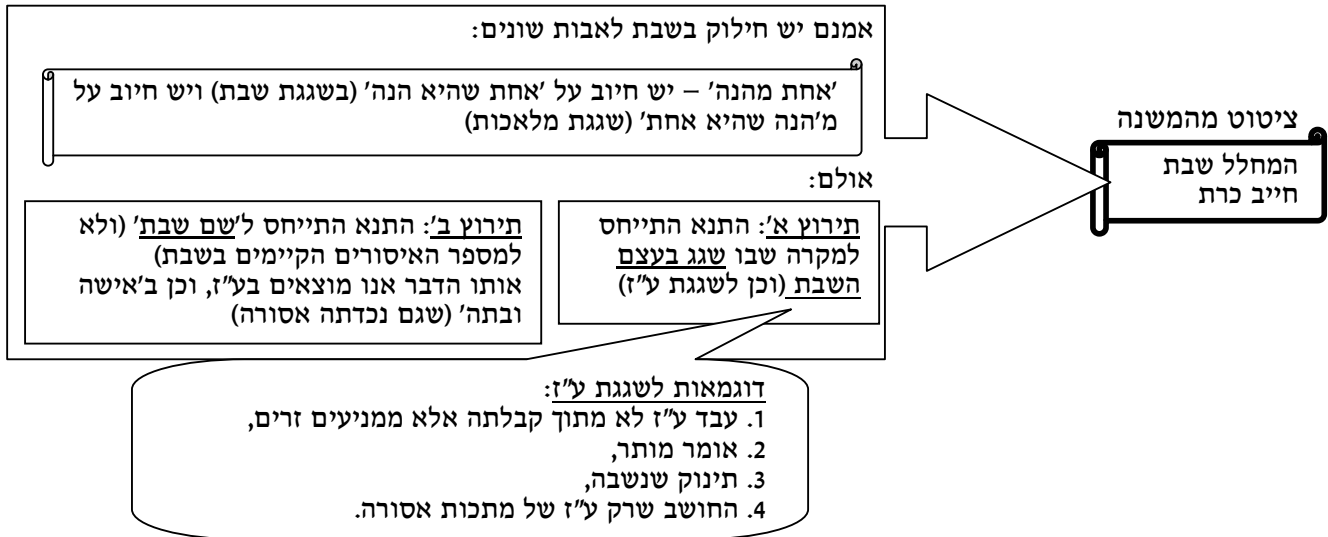 אמנם יש חילוק בשבת לאבות שונים:
'אחת מהנה' – יש חיוב על 'אחת שהיא הנה' (בשגגת שבת) ויש חיוב על
מ'הנה שהיא אחת' (שגגת מלאכות)
אולם:
תירוץ א': התנא התייחס
למקרה שבו שגג בעצם
השבת (וכן לשגגת ע"ז)
תירוץ ב': התנא התייחס ל'שם שבת' (ולא
למספר האיסורים הקיימים בשבת)
אותו הדבר אנו מוצאים בע"ז, וכן ב'אישה
ובתה' (שגם נכדתה אסורה)
ציטוט מהמשנה
המחלל שבת
חייב כרת
דוגמאות לשגגת ע"ז:
1. עבד ע"ז לא מתוך קבלתה אלא ממניעים זרים,
2. אומר מותר,
3. תינוק שנשבה,
4. החושב שרק ע"ז של מתכות אסורה.